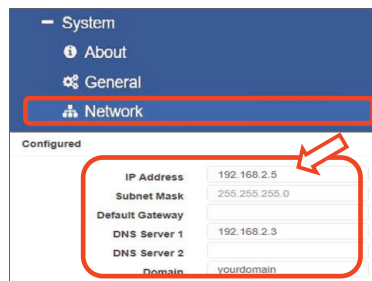 System
About
General
Network
Configured
IP Address 192.168.2.5
Subnet Mask 255.255.255.0
Default Gateway
DNS Server 1 192.168.2.3
DNS Server 2
Domain yourdomain